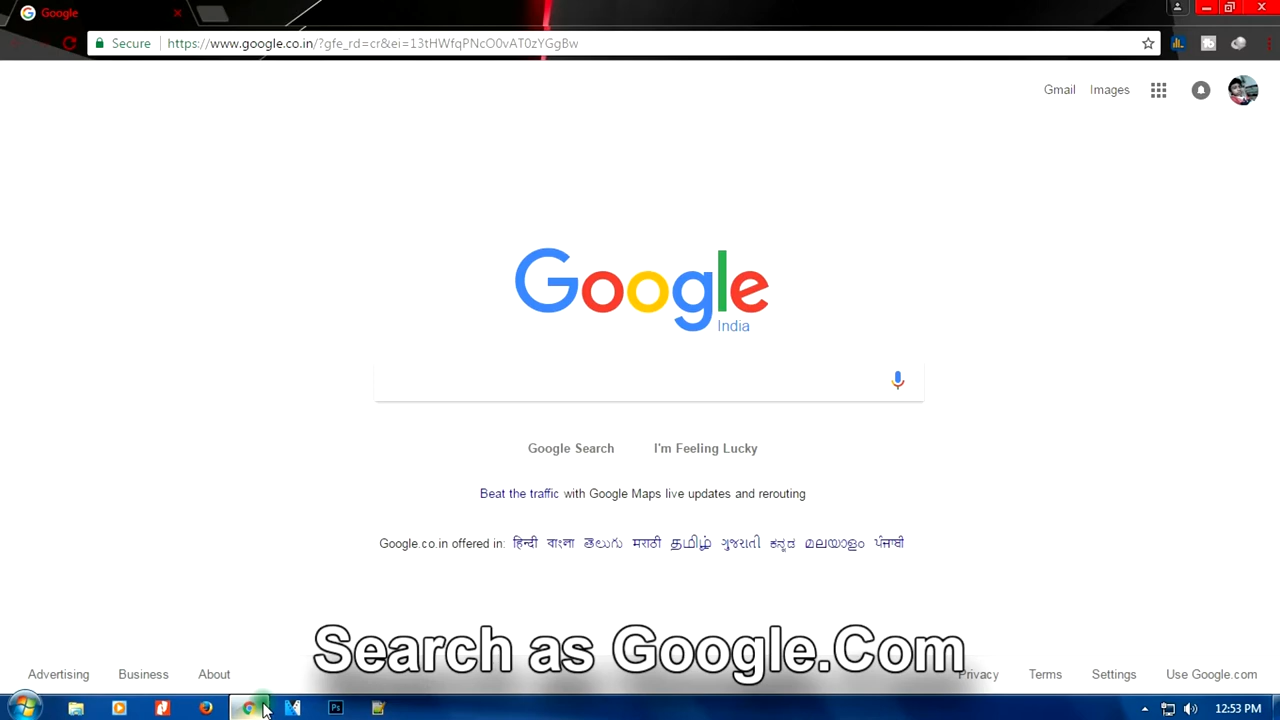 Google
Secure https://www.google.co.in/?gfe_rd=cr&ei=13tHWfqPNcO0vAT0zYGgBw
Gmail Images
Google
India
Google Search I'm Feeling Lucky
Beat the traffic with Google Maps live updates and rerouting
Google.co.in offered in: हिन्दी বাংলা తెలుగు मराठी தமிழ் ગુજરાતી ಕನ್ನಡ മലയാളം ਪੰਜਾਬੀ
Search as Google.Com
Advertising Business About Privacy Terms Settings Use Google.com
Ps 12:53 PM